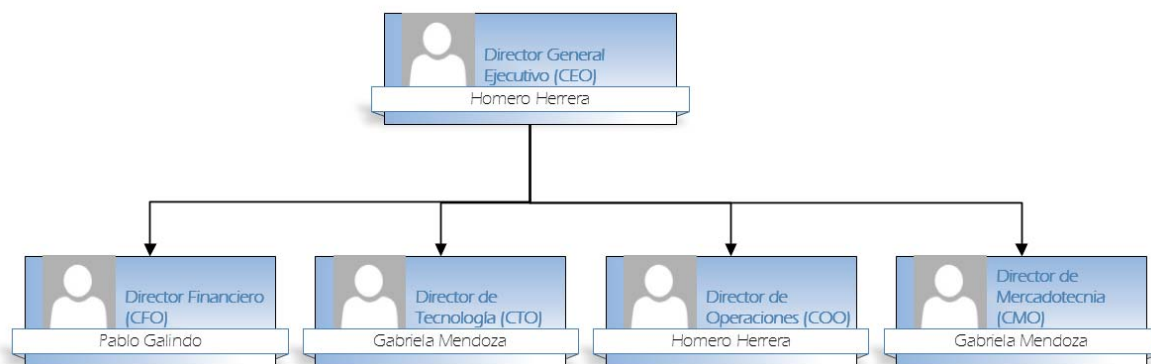 Director General
Ejecutivo (CEO)
Homero Herrera
Director Financiero
(CFO)
Pablo Galindo
Director de
Tecnología (CTO)
Gabriela Mendoza
Director de
Operaciones (COO)
Homero Herrera
Director de
Mercadotecnía
(CMO)
Gabriela Mendoza